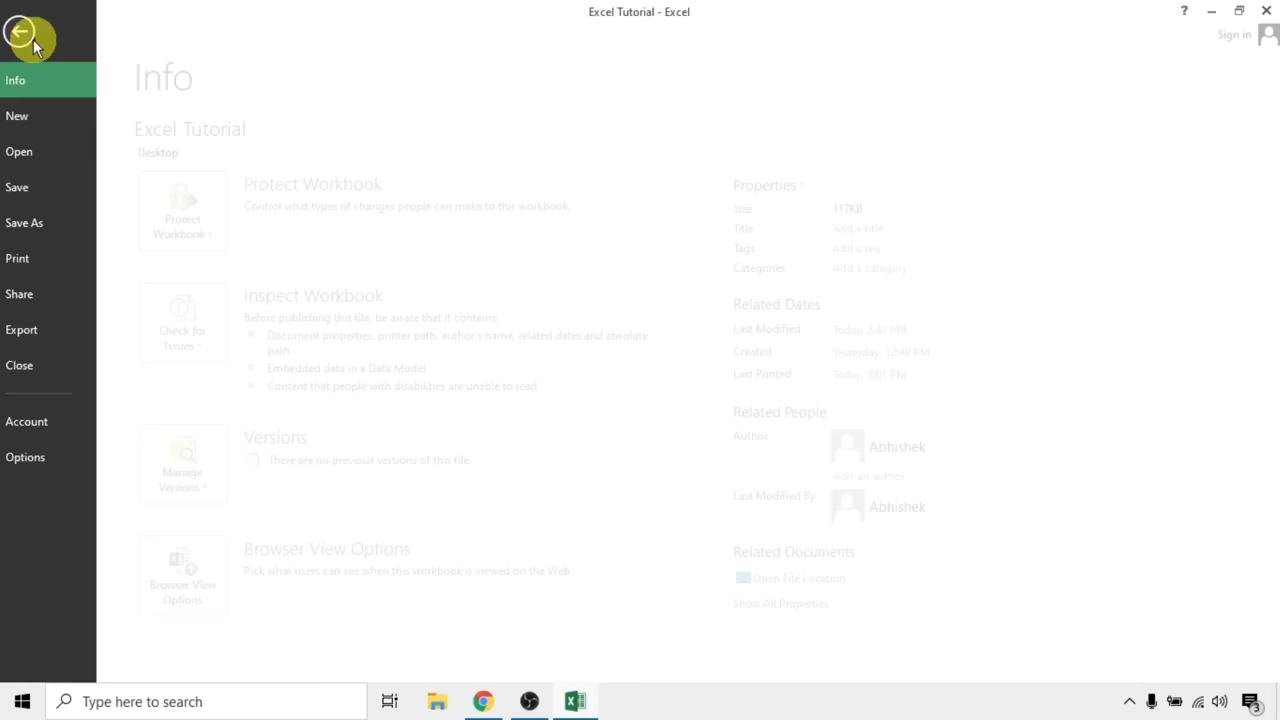 Excel Tutorial - Excel
?
Sign in
Info
New
Open
Save
Save As
Print
Share
Export
Close
Account
Options
Info
Excel Tutorial
Desktop
Protect
Workbook
Protect Workbook
Control what types of changes people can make to this workbook.
Check for
Issues
Inspect Workbook
Before publishing this file, be aware that it contains:
Document properties, printer path, author's name, related dates and absolute
path
Embedded data in a Data Model
Content that people with disabilities are unable to read
Manage
Versions
Versions
There are no previous versions of this file.
Browser View
Options
Browser View Options
Pick what users can see when this workbook is viewed on the Web.
Properties
Size 117KB
Title Add a title
Tags Add a tag
Categories Add a category
Related Dates
Last Modified Today, PM
Created Yesterday, PM
Last Printed Today, PM
Related People
Author Abhishek
Add an author
Last Modified By Abhishek
Related Documents
Open File Location
Show All Properties
Type here to search
3